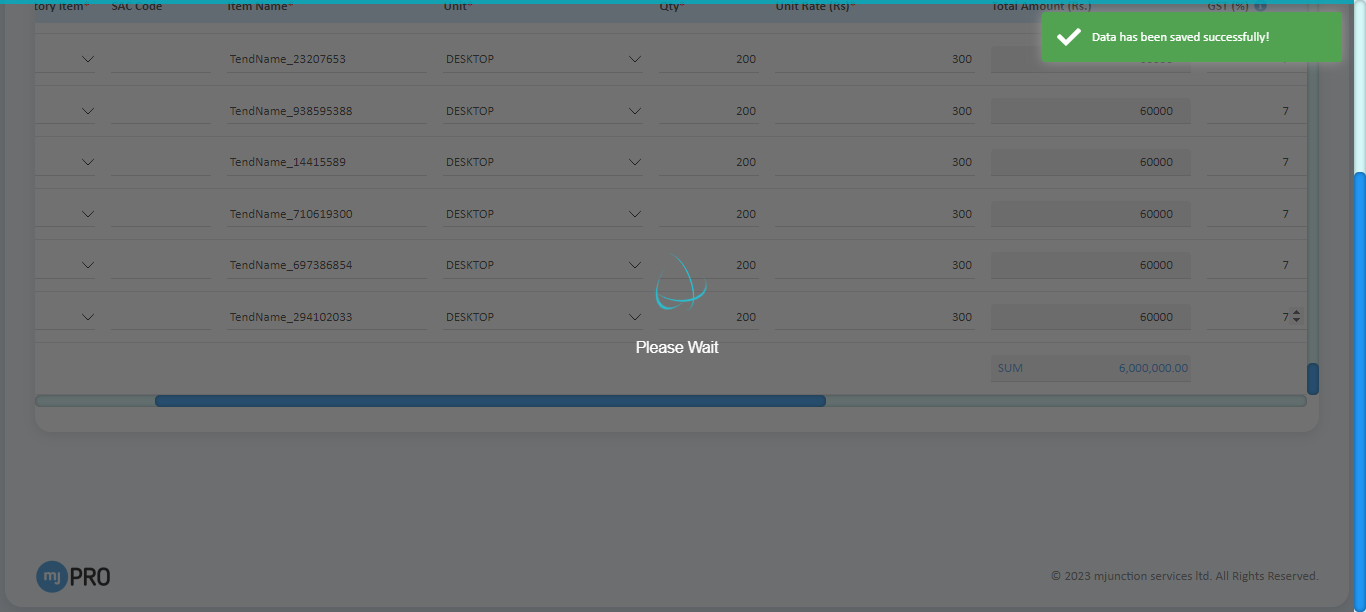 tory Item* SAC Code Item Name* Unit* Qty* Unit Rate (Rs)* Total Amount (Rs.) GST (%)
Data has been saved successfully!
TendName_23207653 DESKTOP 200 300
TendName_938595388 DESKTOP 200 300 60000 7
TendName_14415589 DESKTOP 200 300 60000 7
TendName_710619300 DESKTOP 200 300 60000 7
TendName_697386854 DESKTOP 200 300 60000 7
TendName_294102033 DESKTOP 200 300 60000 7
Please Wait
SUM 6,000,000.00
mj PRO
© 2023 mjunction services ltd. All Rights Reserved.